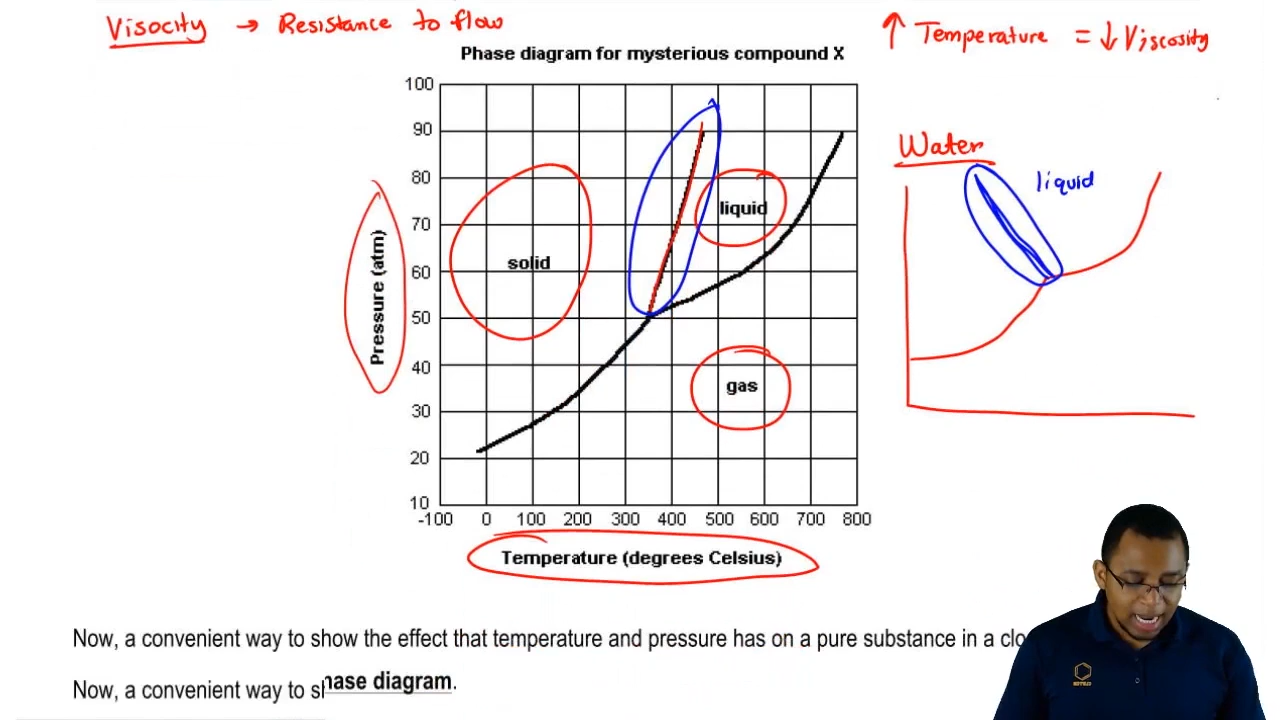 Visocity → Resistance to flow
↑ Temperature = ↓ Viscosity
Phase diagram for mysterious compound X
100
90
80
70
60
50
40
30
20
10
Pressure (atm)
solid
liquid
gas
-100 0 100 200 300 400 500 600 700 800
Temperature (degrees Celsius)
Water
liquid
Now, a convenient way to show the effect that temperature and pressure has on a pure substance in a clo
Now, a convenient way to sl hase diagram.